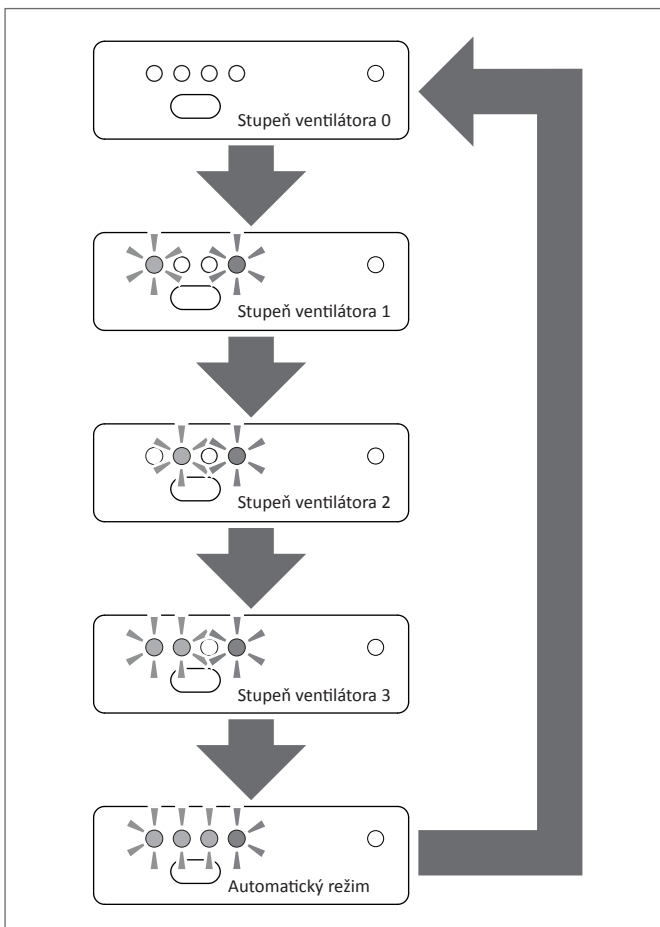 Stupeň ventilátora 0
Stupeň ventilátora 1
Stupeň ventilátora 2
Stupeň ventilátora 3
Automatický režim